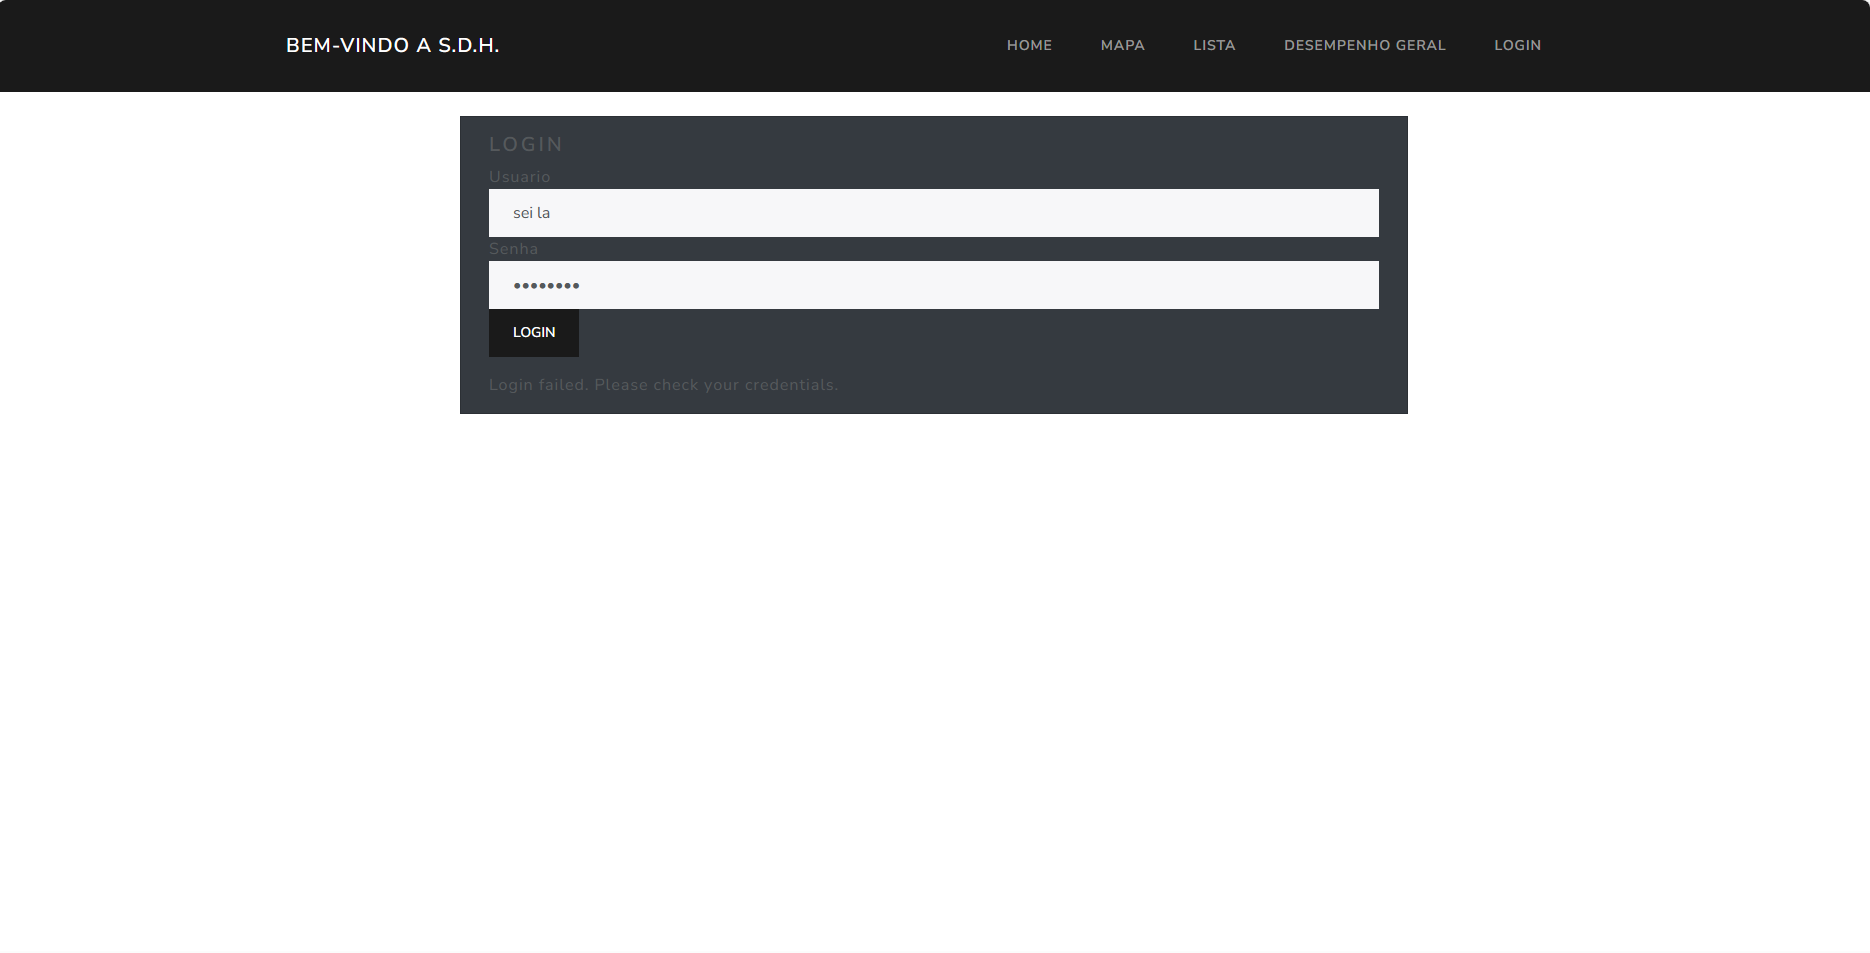 BEM-VINDO A S.D.H.
HOME MAPA LISTA DESEMPENHO GERAL LOGIN
LOGIN
Usuario
sei la
Senha
••••••••
LOGIN
Login failed. Please check your credentials.